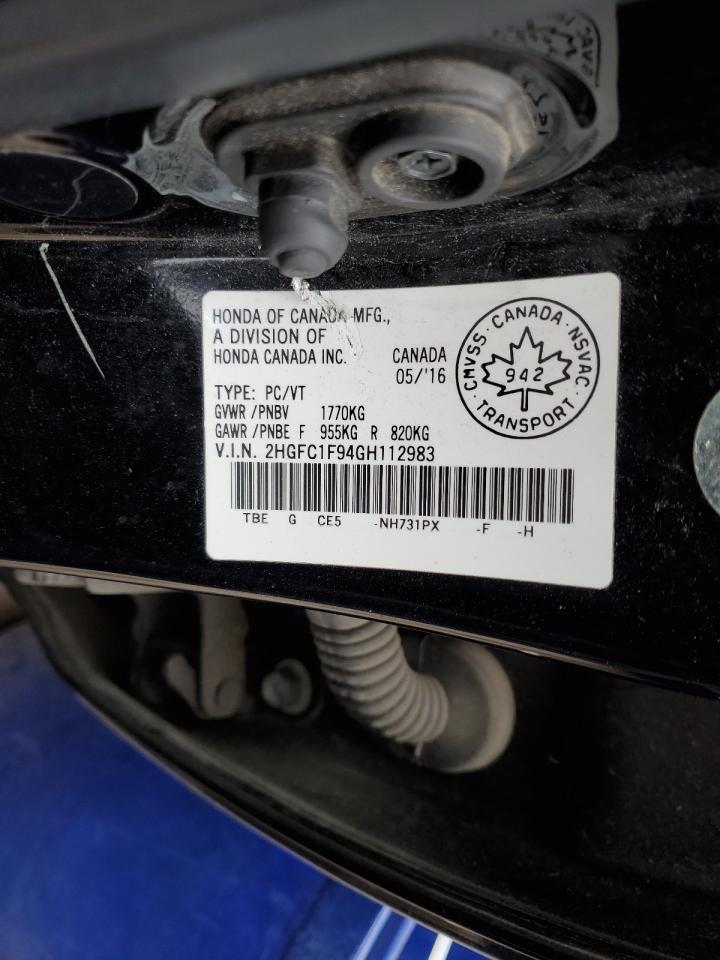 HONDA OF CANADA MFG.,
A DIVISION OF
HONDA CANADA INC.
CANADA
05/'16
TYPE: PC/VT
GVWR /PNBV 1770KG
GAWR /PNBE F 955KG R 820KG
V.I.N. 2HGFC1F94GH112983
TBE G CE5 -NH731PX -F -H
CMVSS · CANADA · NSVAC
942
TRANSPORT